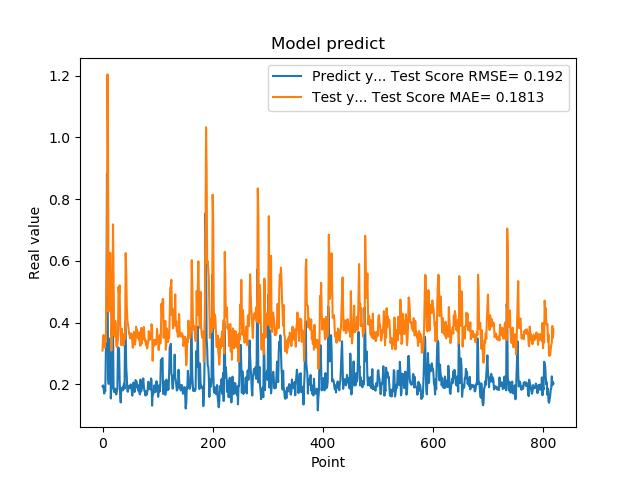 Model predict
Predict y... Test Score RMSE= 0.192
Test y... Test Score MAE= 0.1813
1.2
1.0
0.8
0.6
0.4
0.2
Real value
0 200 400 600 800
Point